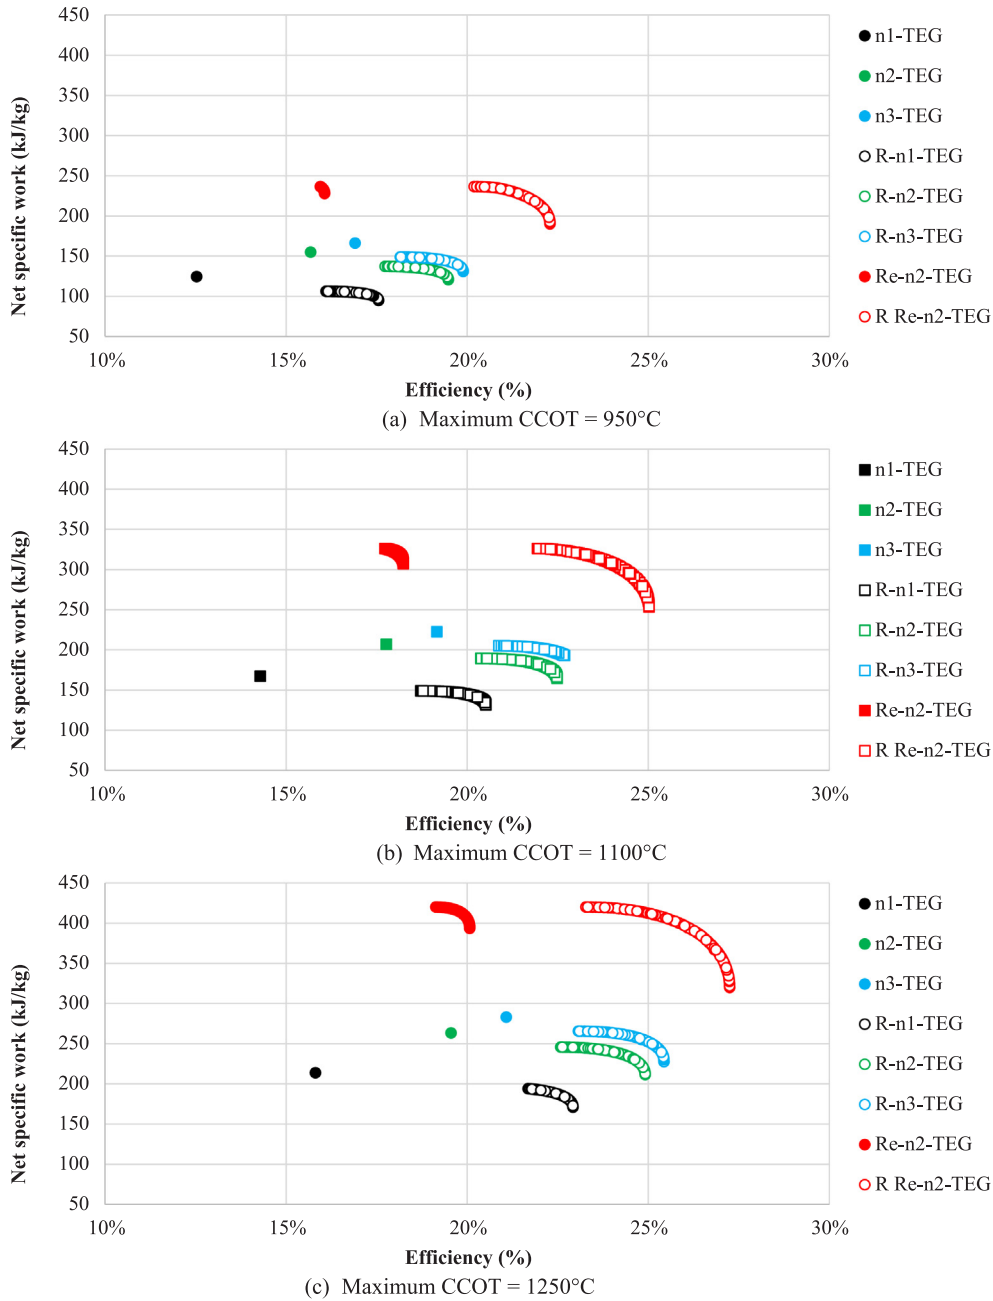 450
400
350
300
250
200
150
100
50
Net specific work (kJ/kg)
10%
15%
20%
25%
30%
Efficiency (%)
n1-TEG
n2-TEG
n3-TEG
R-n1-TEG
R-n2-TEG
R-n3-TEG
Re-n2-TEG
R Re-n2-TEG
(a) Maximum CCOT = 950°C
450
400
350
300
250
200
150
100
50
Net specific work (kJ/kg)
10%
15%
20%
25%
30%
Efficiency (%)
n1-TEG
n2-TEG
n3-TEG
R-n1-TEG
R-n2-TEG
R-n3-TEG
Re-n2-TEG
R Re-n2-TEG
(b) Maximum CCOT = 1100°C
450
400
350
300
250
200
150
100
50
Net specific work (kJ/kg)
10%
15%
20%
25%
30%
Efficiency (%)
n1-TEG
n2-TEG
n3-TEG
R-n1-TEG
R-n2-TEG
R-n3-TEG
Re-n2-TEG
R Re-n2-TEG
(c) Maximum CCOT = 1250°C